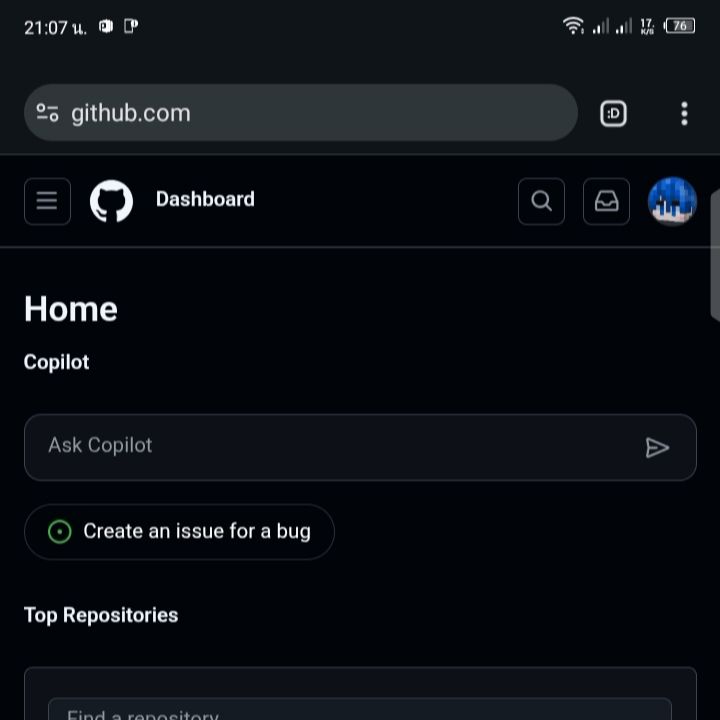 21:07 น.
17. K/S
76
github.com
:D
Dashboard
Home
Copilot
Ask Copilot
Create an issue for a bug
Top Repositories
Find a repository...